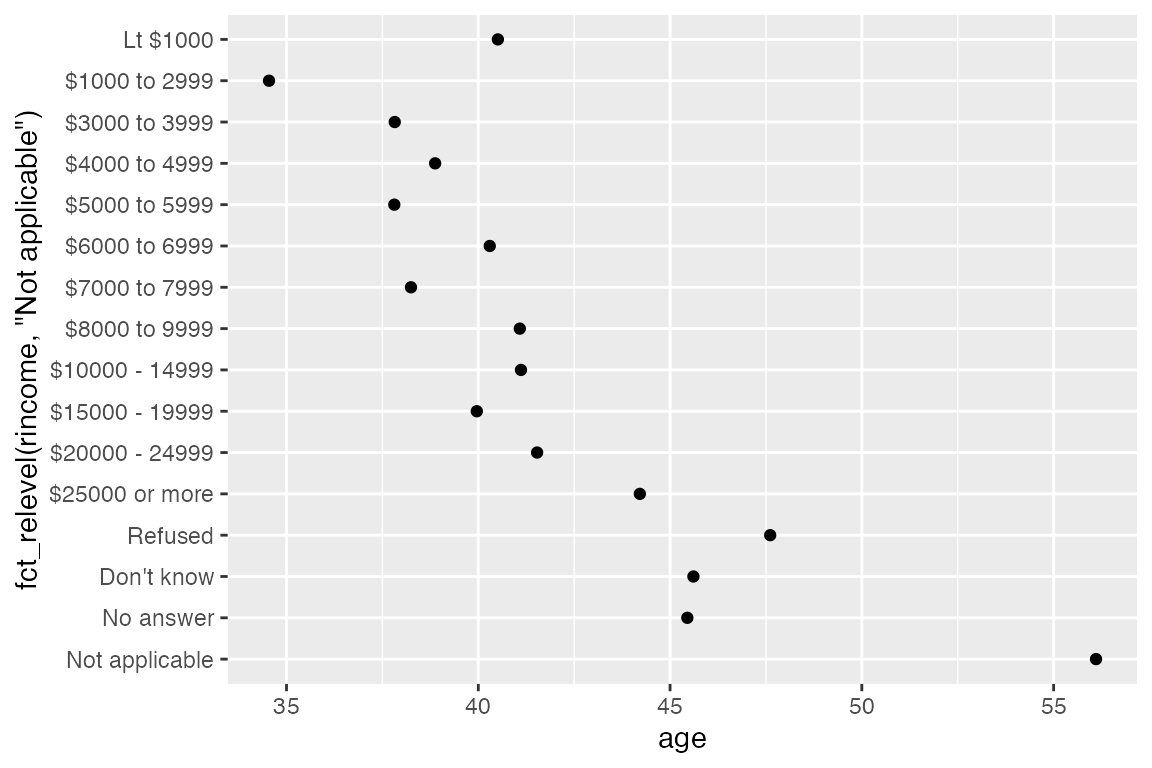 fct_relevel(rincome, "Not applicable")
Lt $1000
$1000 to 2999
$3000 to 3999
$4000 to 4999
$5000 to 5999
$6000 to 6999
$7000 to 7999
$8000 to 9999
$10000 - 14999
$15000 - 19999
$20000 - 24999
$25000 or more
Refused
Don't know
No answer
Not applicable
35 40 45 50 55
age